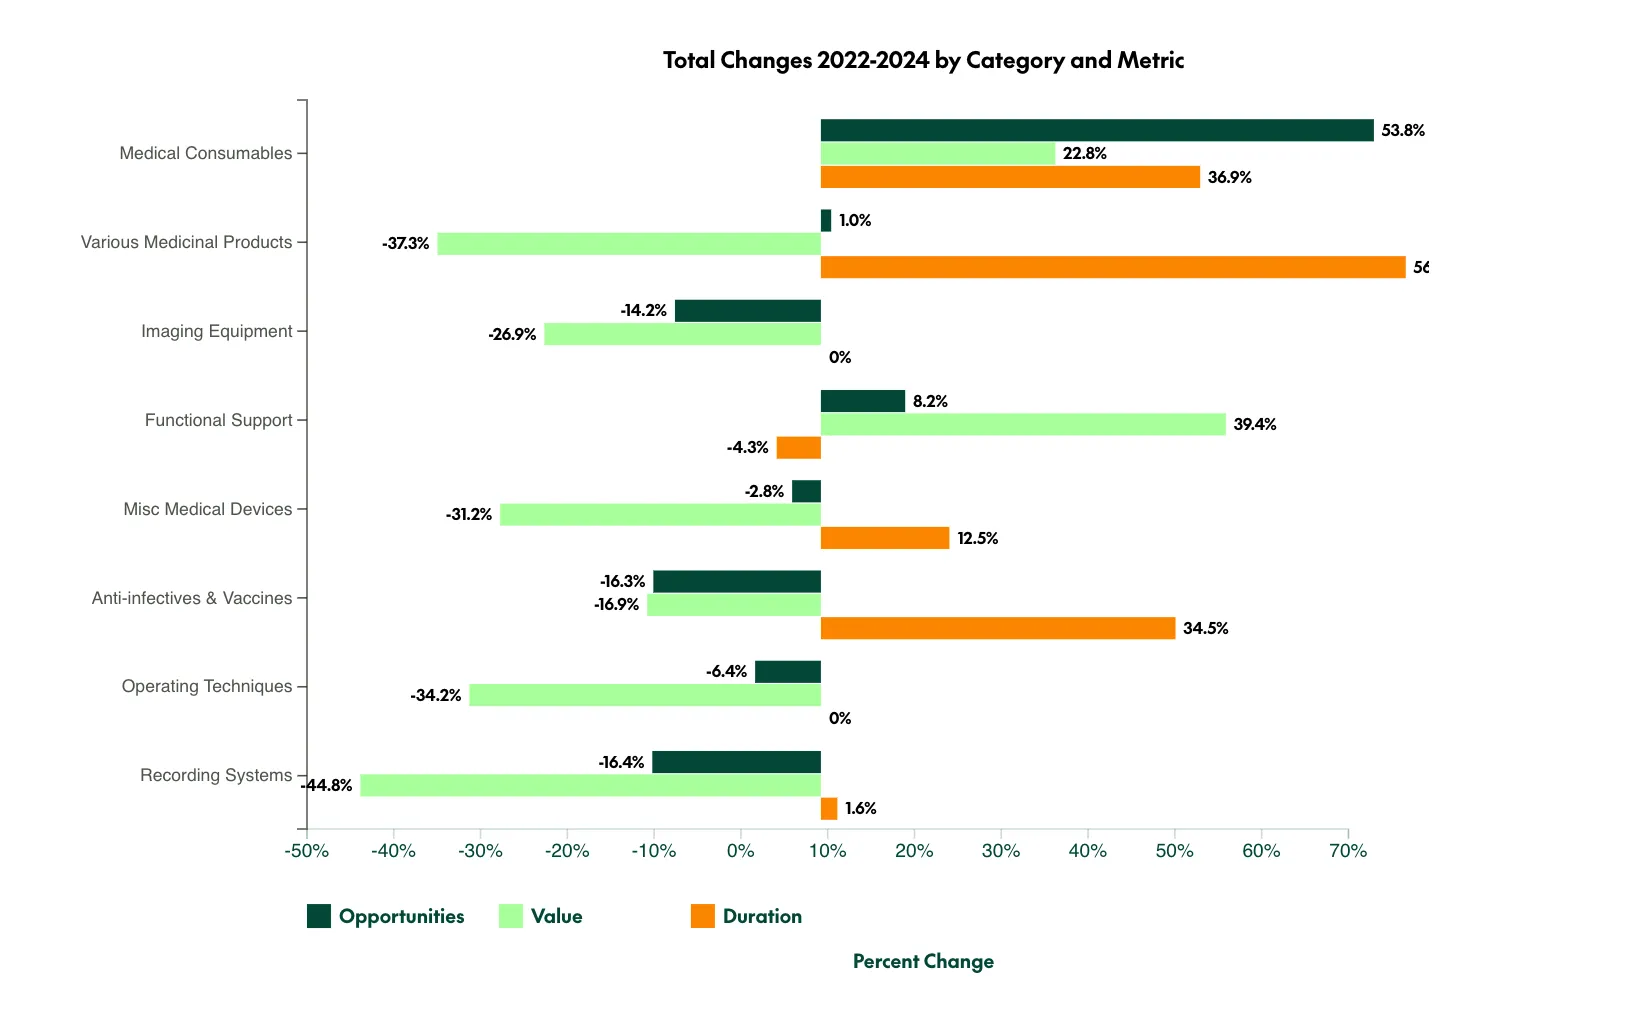 Total Changes 2022-2024 by Category and Metric
Medical Consumables
53.8%
22.8%
36.9%
Various Medicinal Products
1.0%
-37.3%
56
Imaging Equipment
-14.2%
-26.9%
0%
Functional Support
8.2%
39.4%
-4.3%
Misc Medical Devices
-2.8%
-31.2%
12.5%
Anti-infectives & Vaccines
-16.3%
-16.9%
34.5%
Operating Techniques
-6.4%
-34.2%
0%
Recording Systems
-16.4%
-44.8%
1.6%
-50% -40% -30% -20% -10% 0% 10% 20% 30% 40% 50% 60% 70%
Opportunities Value Duration
Percent Change